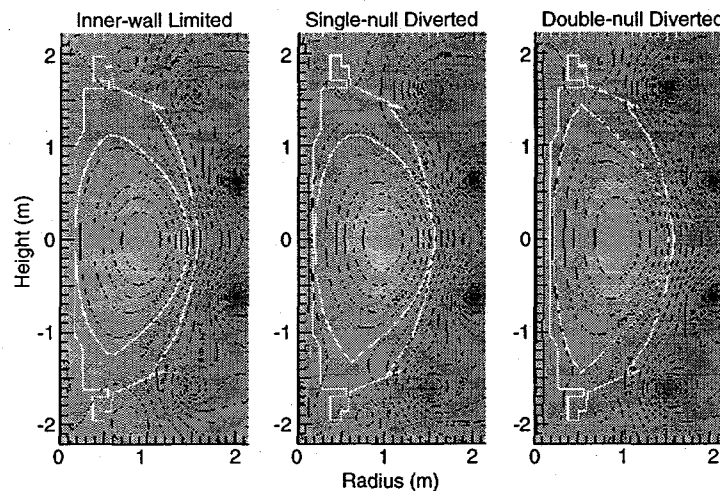 Inner-wall Limited
Single-null Diverted
Double-null Diverted
2
1
0
-1
-2
Height (m)
2
1
0
-1
-2
2
1
0
-1
-2
0 1 2
0 1 2
0 1 2
Radius (m)